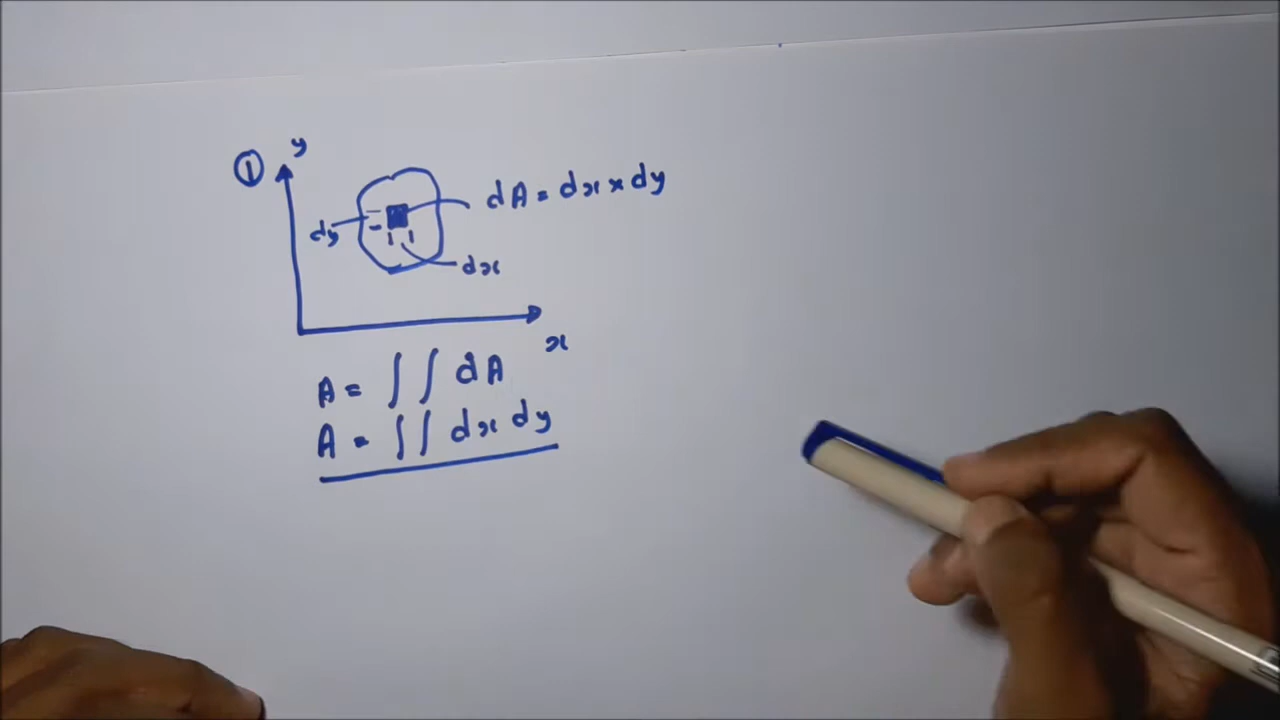 ① y
dA = dx x dy
dy
dx
x
A = ∫ ∫ dA
A = ∫∫ dx dy